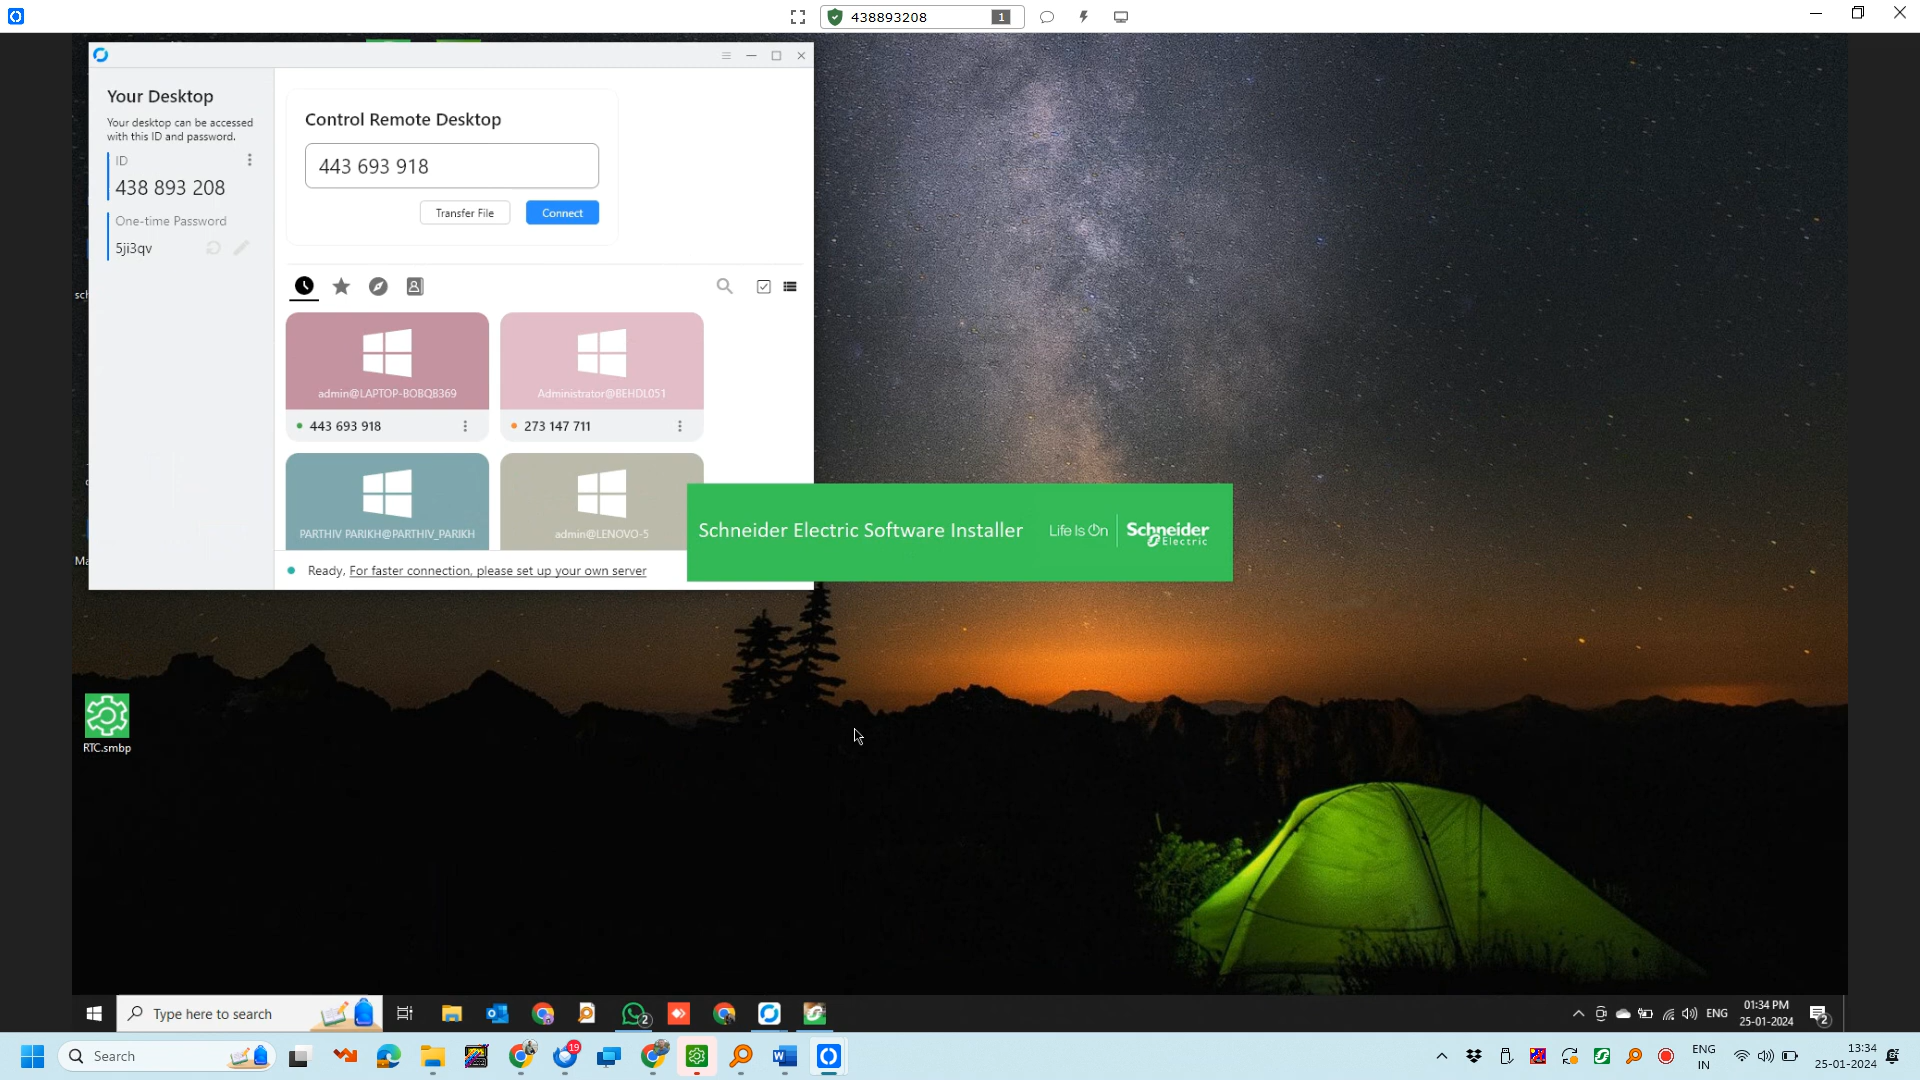 438893208
1
Your Desktop
Your desktop can be accessed
with this ID and password.
ID
438 893 208
One-time Password
5ji3qv
Control Remote Desktop
443 693 918
Transfer File
Connect
admin@LAPTOP-BOBQB369
Administrator@BEHDL051
443 693 918
273 147 711
PARTHIV PARIKH@PARTHIV_PARIKH
admin@LENOVO-5
Ready, For faster connection, please set up your own server
Schneider Electric Software Installer
Life Is On
Schneider
Electric
RTC.smbp
Type here to search
2
ENG
01:34 PM
25-01-2024
2
Search
19
ENG
IN
13:34
25-01-2024